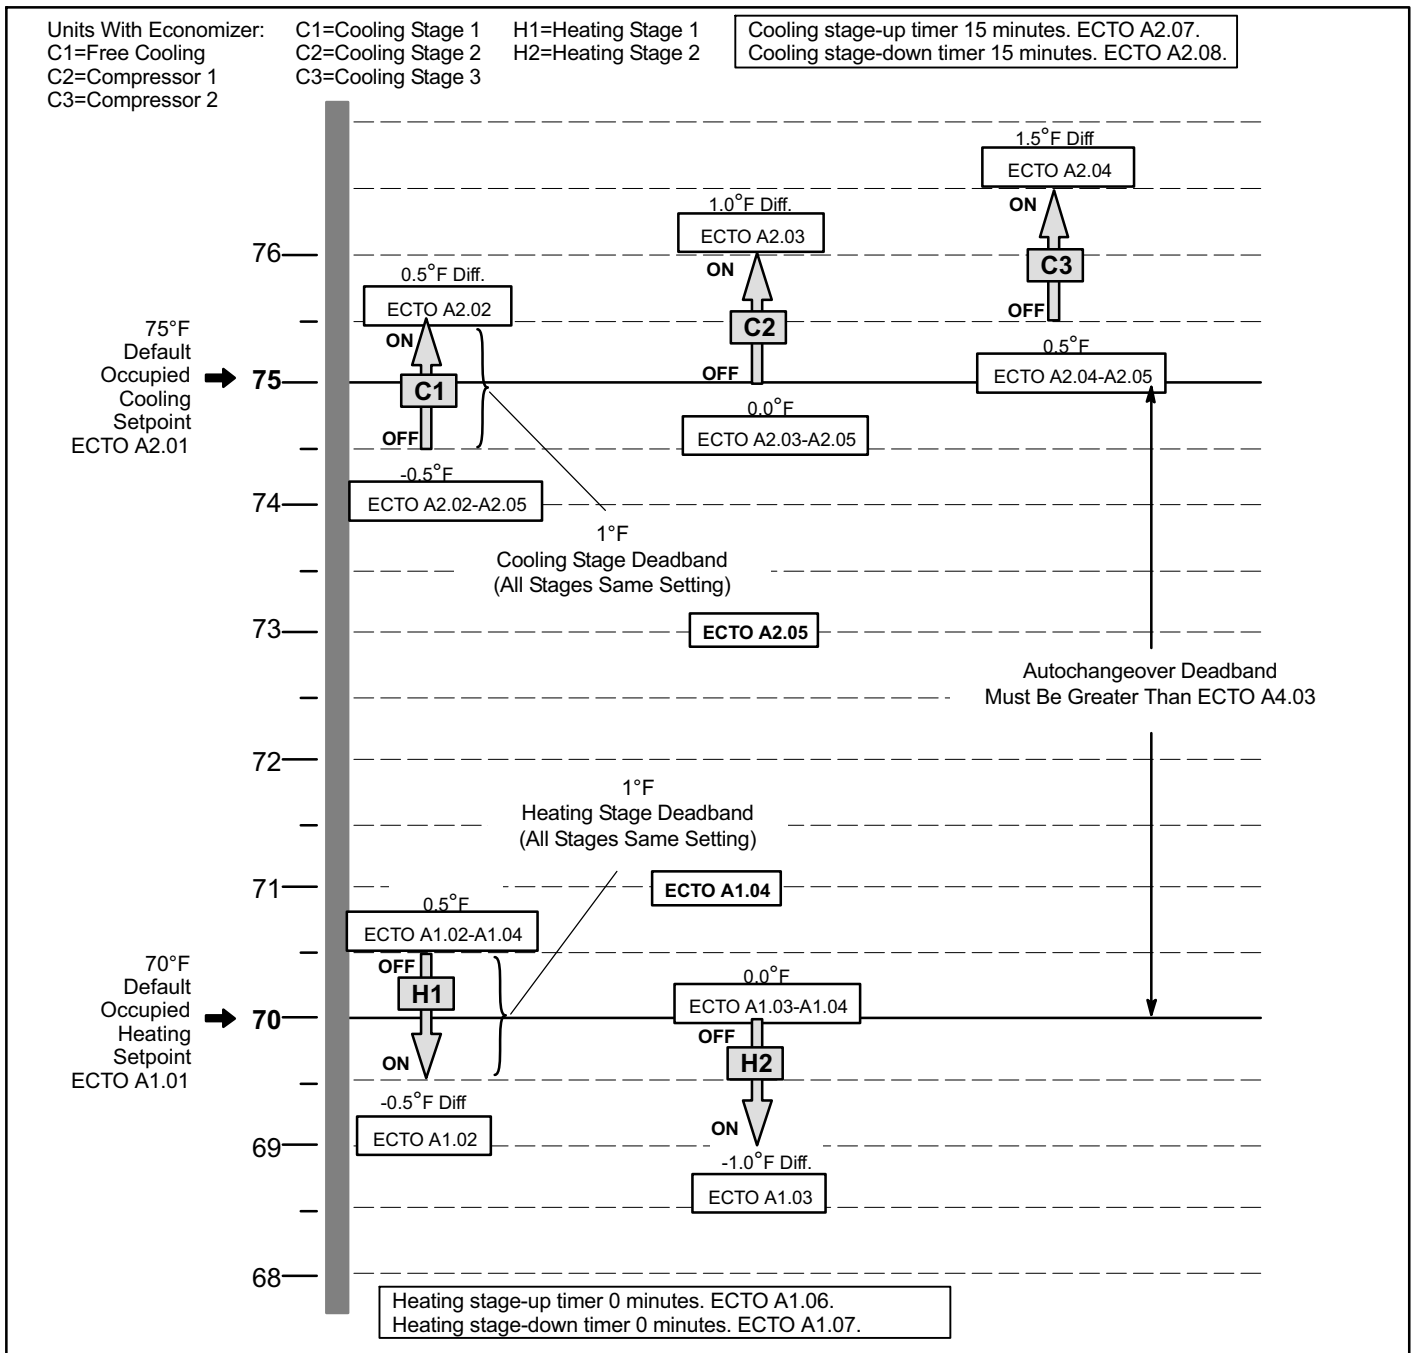 Units With Economizer:
C1=Free Cooling
C2=Compressor 1
C3=Compressor 2
C1=Cooling Stage 1
C2=Cooling Stage 2
C3=Cooling Stage 3
H1=Heating Stage 1
H2=Heating Stage 2
Cooling stage-up timer 15 minutes. ECTO A2.07.
Cooling stage-down timer 15 minutes. ECTO A2.08.
1.5°F Diff
ECTO A2.04
ON
C3
OFF
0.5°F
ECTO A2.04-A2.05
1.0°F Diff.
ECTO A2.03
ON
C2
OFF
0.0°F
ECTO A2.03-A2.05
0.5°F Diff.
ECTO A2.02
ON
C1
OFF
-0.5°F
ECTO A2.02-A2.05
76
75°F
Default
Occupied
Cooling
Setpoint
ECTO A2.01
75
74
1°F
Cooling Stage Deadband
(All Stages Same Setting)
73
ECTO A2.05
Autochangeover Deadband
Must Be Greater Than ECTO A4.03
72
1°F
Heating Stage Deadband
(All Stages Same Setting)
71
ECTO A1.04
0.5°F
ECTO A1.02-A1.04
OFF
H1
ON
-0.5°F Diff
ECTO A1.02
70°F
Default
Occupied
Heating
Setpoint
ECTO A1.01
70
0.0°F
ECTO A1.03-A1.04
OFF
H2
ON
-1.0°F Diff.
ECTO A1.03
69
68
Heating stage-up timer 0 minutes. ECTO A1.06.
Heating stage-down timer 0 minutes. ECTO A1.07.